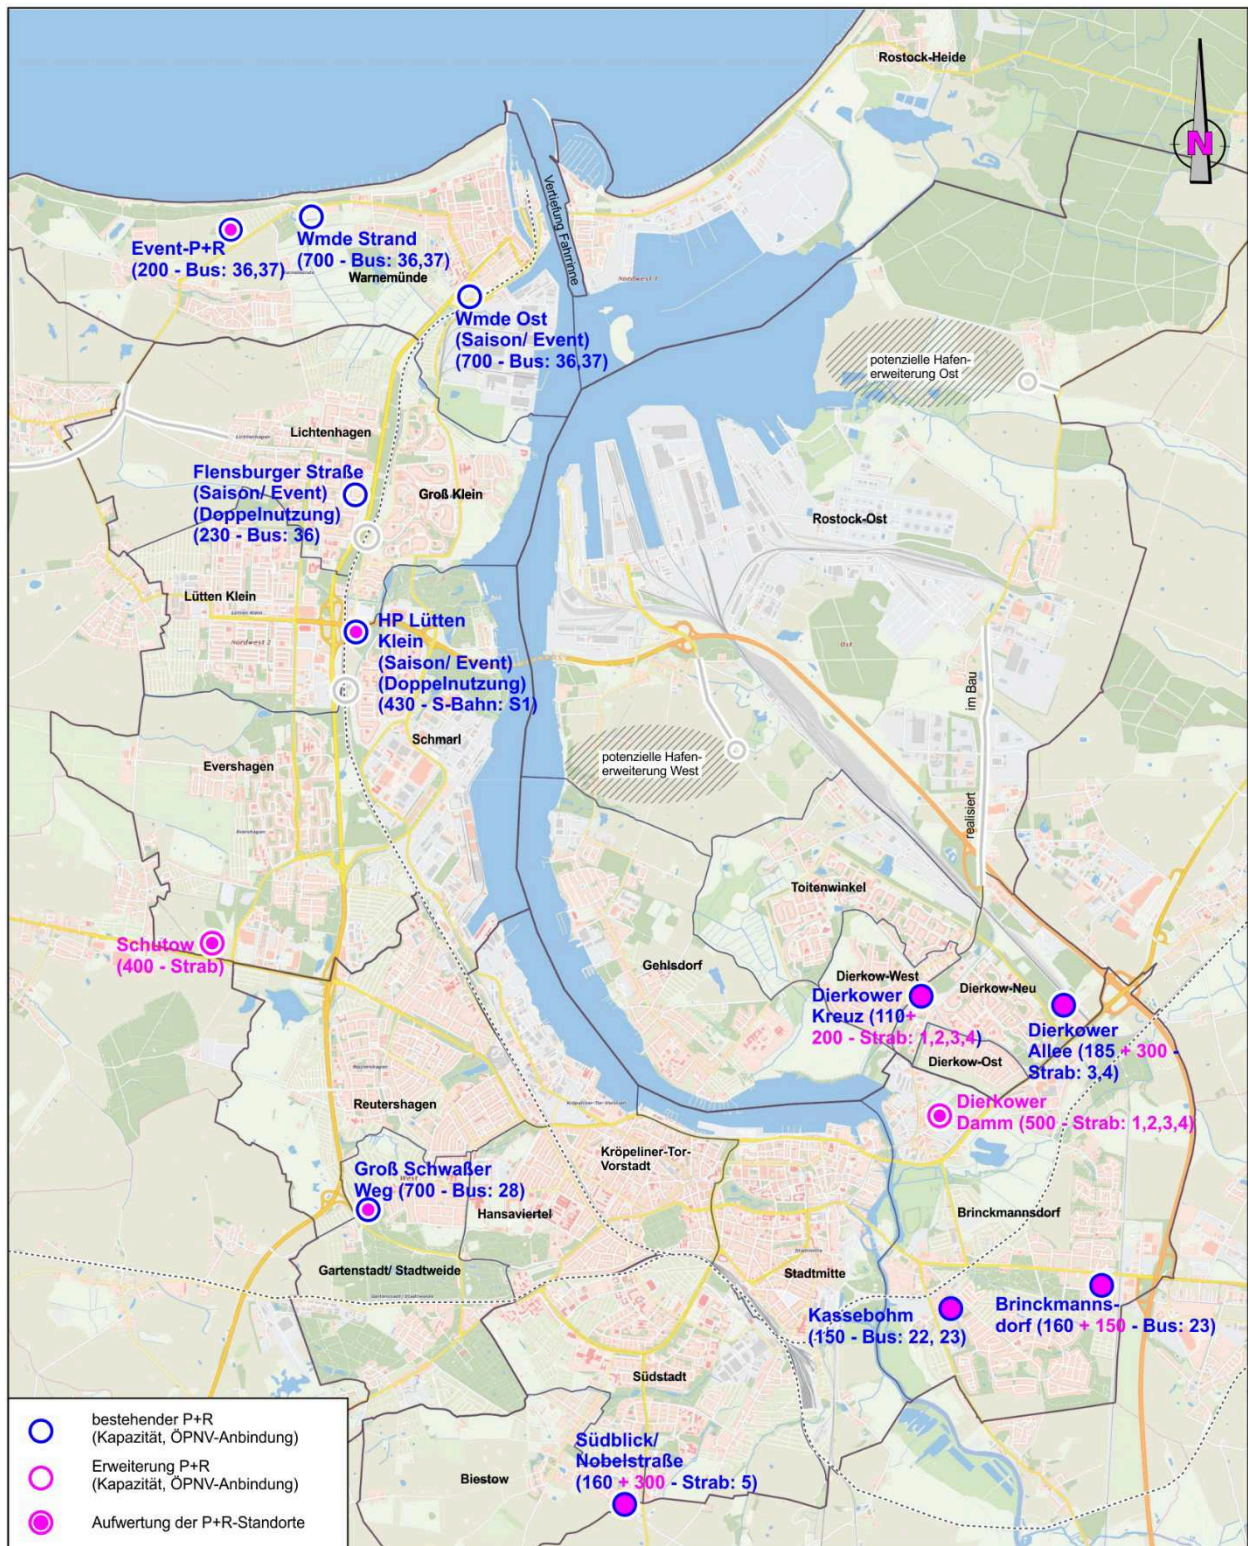 Rostock-Heide
N
Vertiefung Fahrrinne
Event-P+R
(200 - Bus: 36,37)
Wmde Strand
(700 - Bus: 36,37)
Warnemünde
Wmde Ost
(Saison/ Event)
(700 - Bus: 36,37)
potenzielle Hafen-
erweiterung Ost
Lichtenhagen
Flensburger Straße
(Saison/ Event)
(Doppelnutzung)
(230 - Bus: 36)
Groß Klein
Rostock-Ost
Lütten Klein
HP Lütten
Klein
(Saison/ Event)
(Doppelnutzung)
(430 - S-Bahn: S1)
Nordwest 2
Ost
im Bau
realisiert
Schmarl
Evershagen
potenzielle Hafen-
erweiterung West
Toitenwinkel
Schutow
(400 - Strab)
Gehlsdorf
Dierkow-West
Dierkow-Neu
Dierkower
Kreuz (110+
200 - Strab: 1,2,3,4)
Dierkower
Allee (185 + 300 -
Strab: 3,4)
Dierkow-Ost
Dierkower
Damm (500 - Strab: 1,2,3,4)
Reutershagen
Kröpeliner-Tor-
Vorstadt
Groß Schwaßer
Weg (700 - Bus: 28)
Hansaviertel
Brinckmannsdorf
Gartenstadt/ Stadtweide
Stadtmitte
Kassebohm
(150 - Bus: 22, 23)
Brinckmanns-
dorf (160 + 150 - Bus: 23)
Südstadt
Südblick/
Nobelstraße
(160 + 300 - Strab: 5)
Biestow
bestehender P+R
(Kapazität, ÖPNV-Anbindung)
Erweiterung P+R
(Kapazität, ÖPNV-Anbindung)
Aufwertung der P+R-Standorte